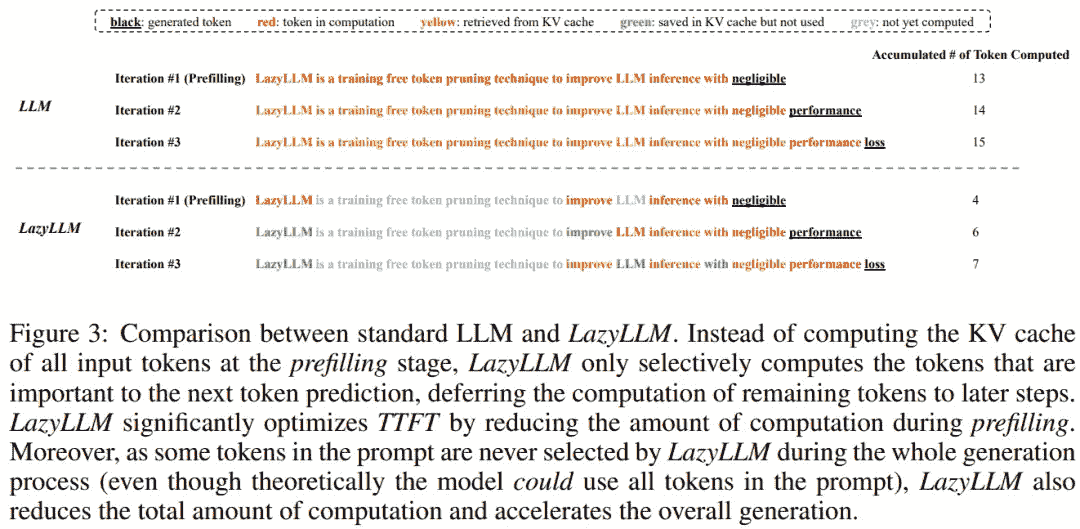 black: generated token red: token in computation yellow: retrieved from KV cache green: saved in KV cache but not used grey: not yet computed
Accumulated # of Token Computed
Iteration #1 (Prefilling) LazyLLM is a training free token pruning technique to improve LLM inference with negligible 13
LLM
Iteration #2 LazyLLM is a training free token pruning technique to improve LLM inference with negligible performance 14
Iteration #3 LazyLLM is a training free token pruning technique to improve LLM inference with negligible performance loss 15
Iteration #1 (Prefilling) LazyLLM is a training free token pruning technique to improve LLM inference with negligible 4
LazyLLM
Iteration #2 LazyLLM is a training free token pruning technique to improve LLM inference with negligible performance 6
Iteration #3 LazyLLM is a training free token pruning technique to improve LLM inference with negligible performance loss 7
Figure 3: Comparison between standard LLM and LazyLLM. Instead of computing the KV cache
of all input tokens at the prefilling stage, LazyLLM only selectively computes the tokens that are
important to the next token prediction, deferring the computation of remaining tokens to later steps.
LazyLLM significantly optimizes TTFT by reducing the amount of computation during prefilling.
Moreover, as some tokens in the prompt are never selected by LazyLLM during the whole generation
process (even though theoretically the model could use all tokens in the prompt), LazyLLM also
reduces the total amount of computation and accelerates the overall generation.